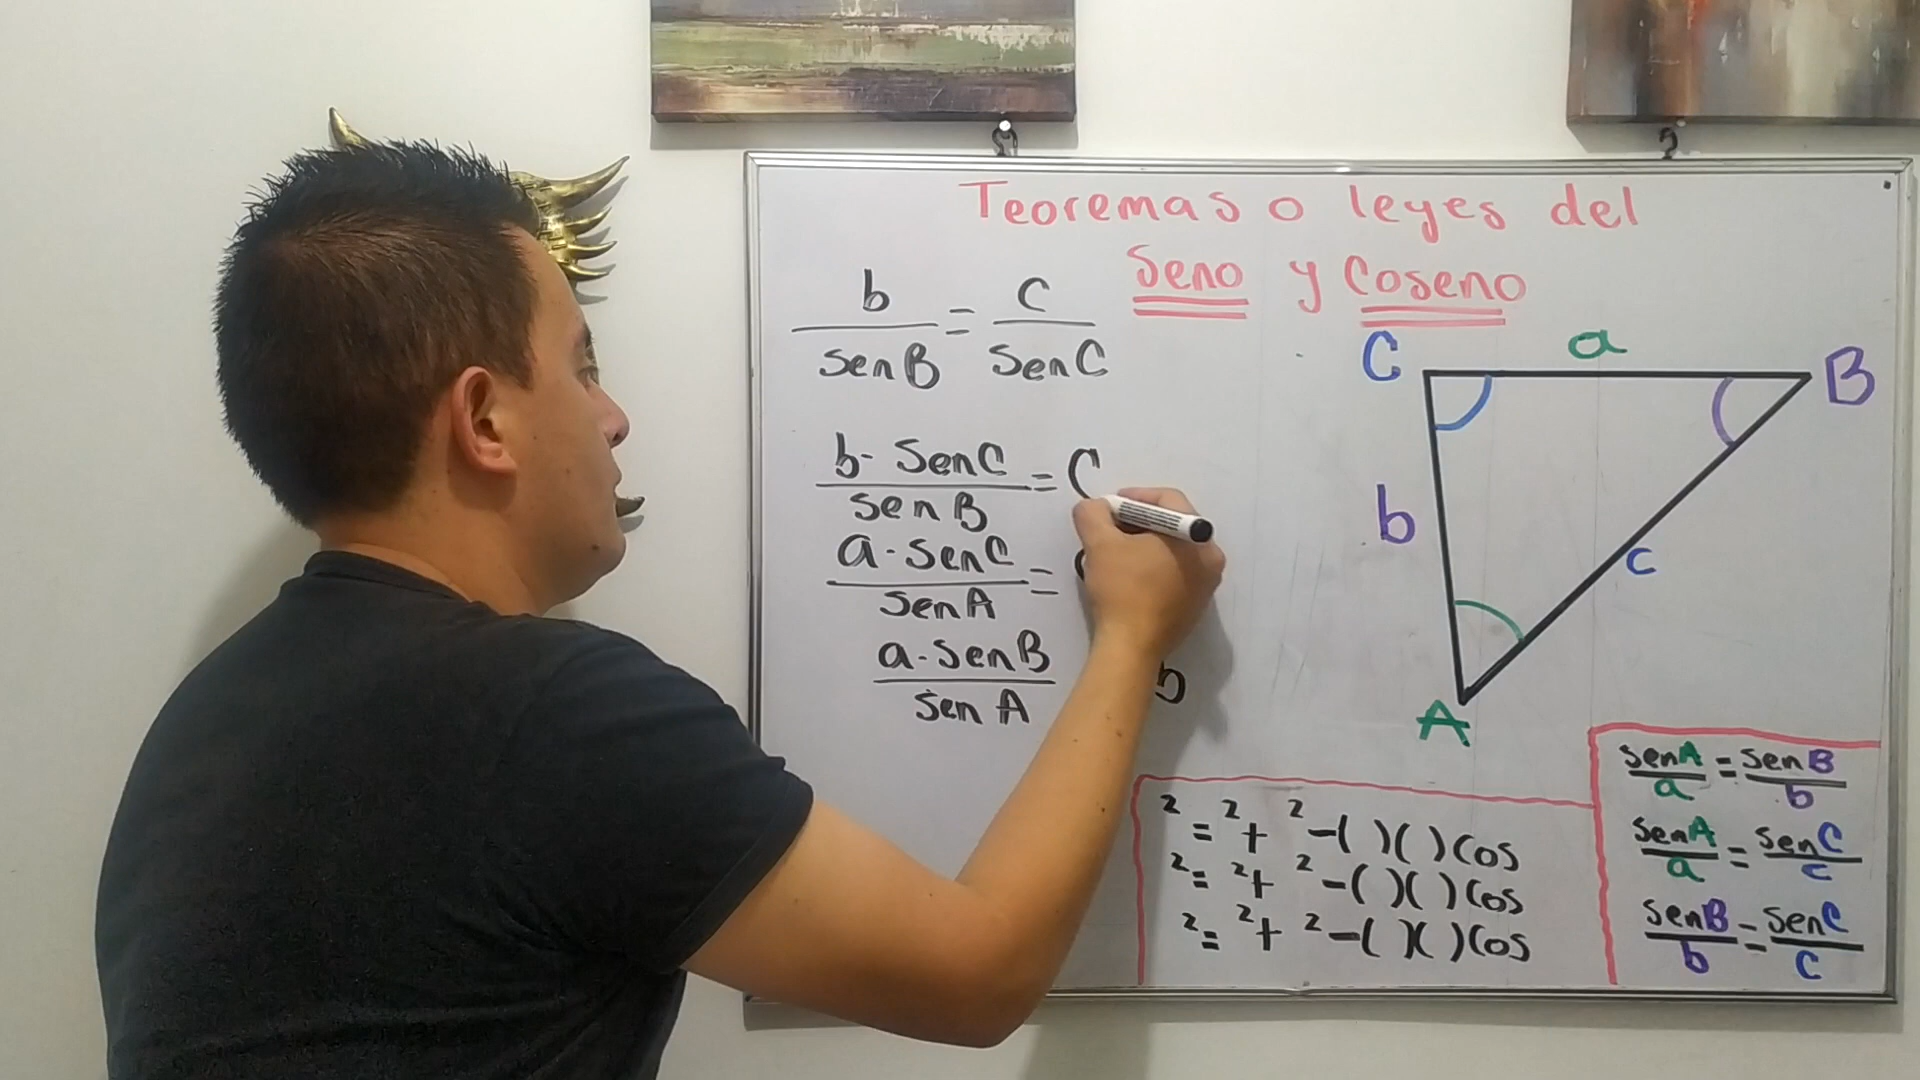 Teoremas o leyes del
Seno y Coseno
b = c
senB senC
b · senC = c
senB
a · senC =
senA
a · senB b
senA
C a B
b c
A
senA = senB
a b
senA = senC
a c
senB = senC
b c
² = ² + ² - ( )( ) Cos
² = ² + ² - ( )( ) Cos
² = ² + ² - ( )( ) Cos